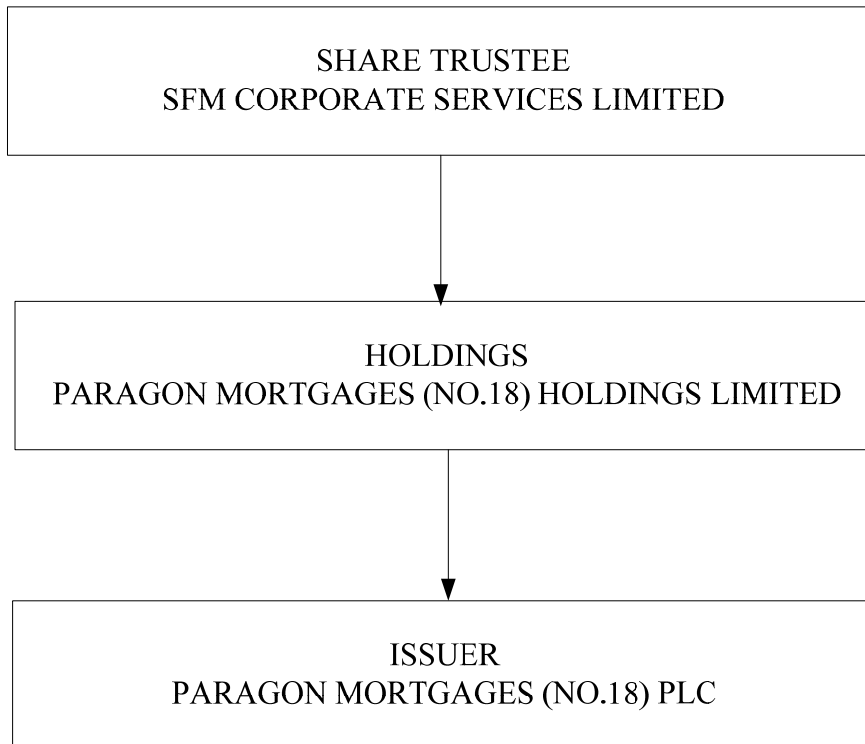 SHARE TRUSTEE
SFM CORPORATE SERVICES LIMITED
HOLDINGS
PARAGON MORTGAGES (NO.18) HOLDINGS LIMITED
ISSUER
PARAGON MORTGAGES (NO.18) PLC